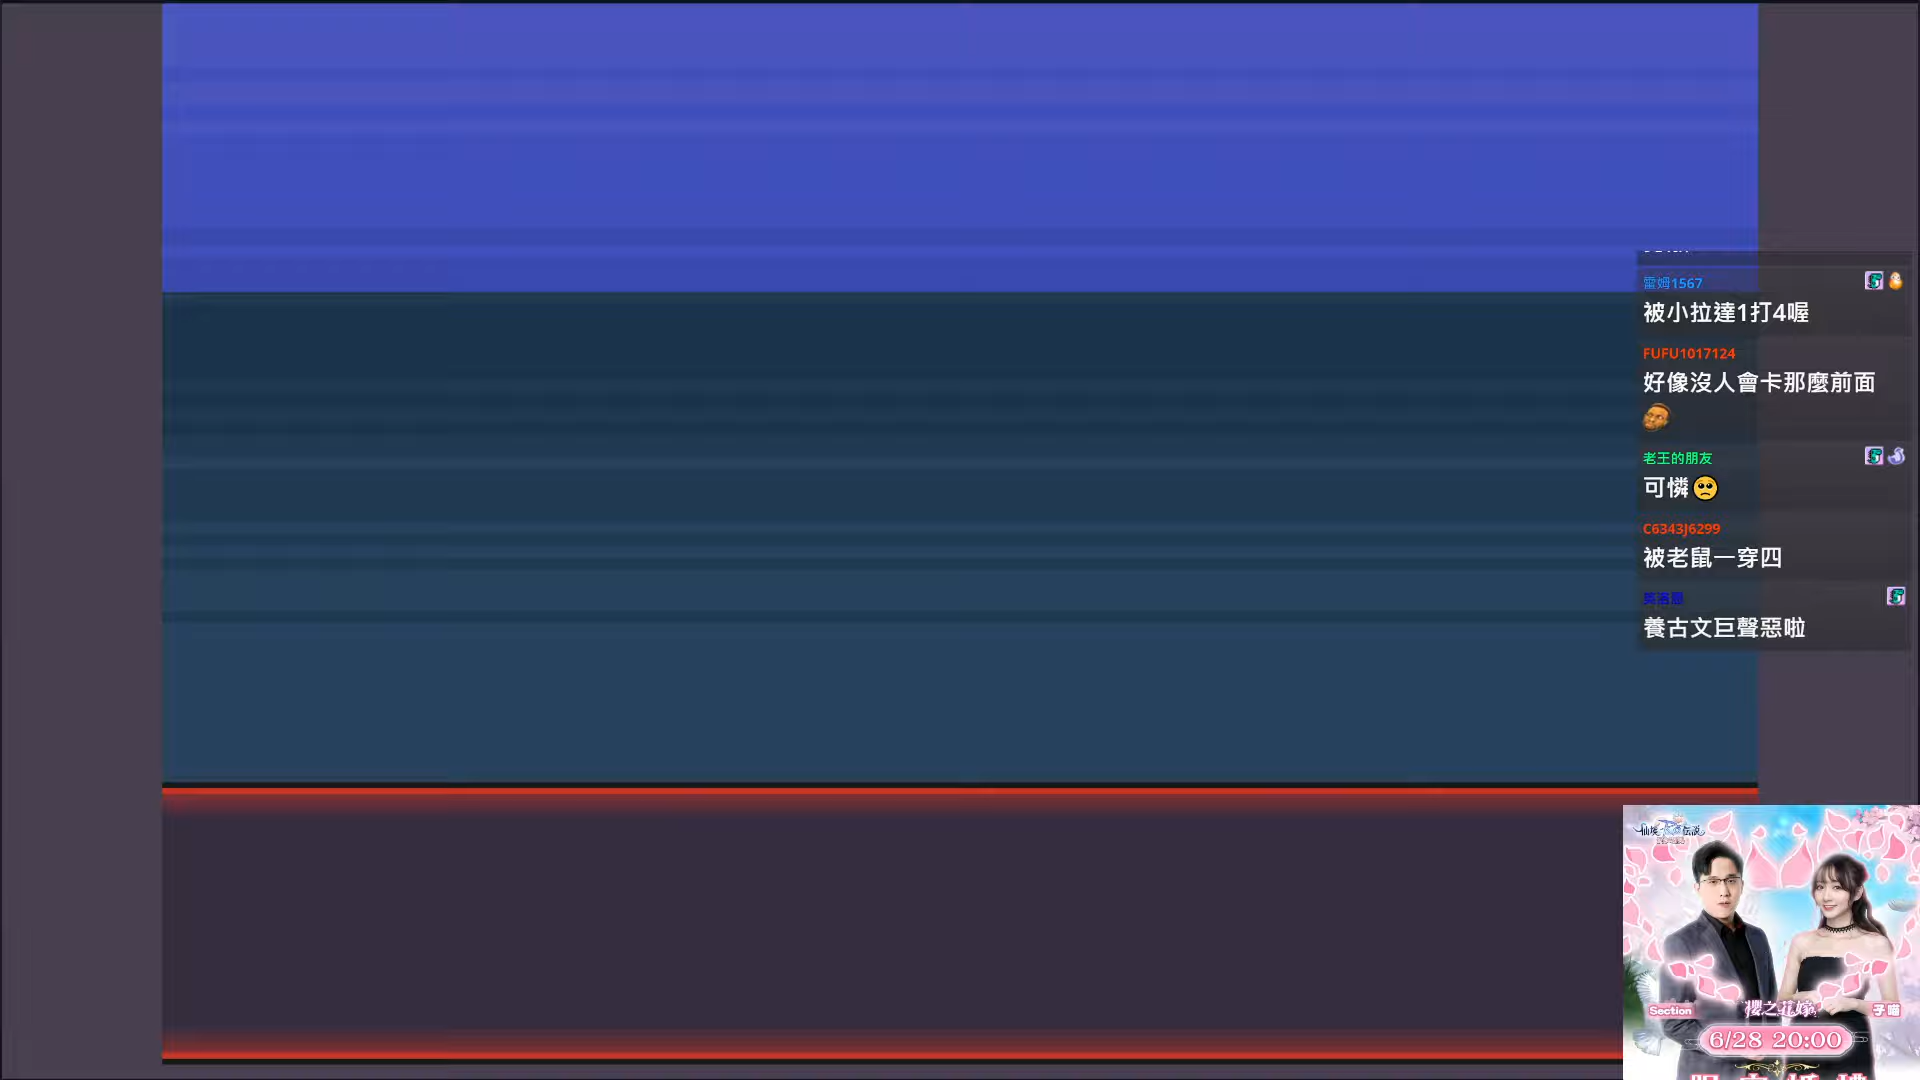 雷姆1567
被小拉達1打4喔
FUFU1017124
好像沒人會卡那麼前面
老王的朋友
可憐🥺
C6343J6299
被老鼠一穿四
養古文巨聲惡啦
Section
櫻之花嫁
子喵
6/28 20:00